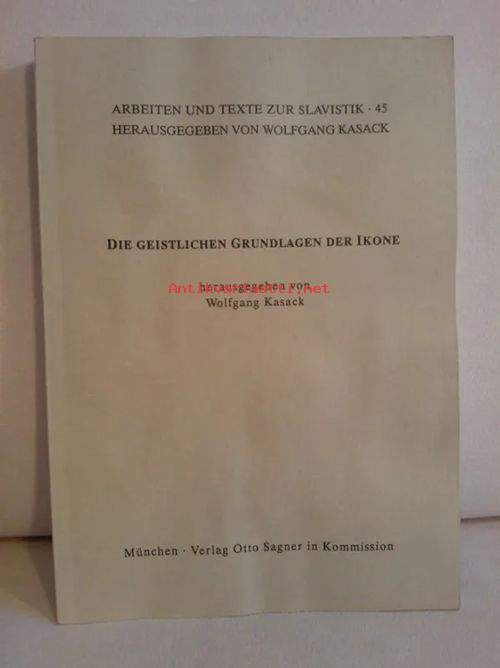 ARBEITEN UND TEXTE ZUR SLAVISTIK · 45
HERAUSGEGEBEN VON WOLFGANG KASACK
DIE GEISTLICHEN GRUNDLAGEN DER IKONE
herausgegeben von
Wolfgang Kasack
München · Verlag Otto Sagner in Kommission